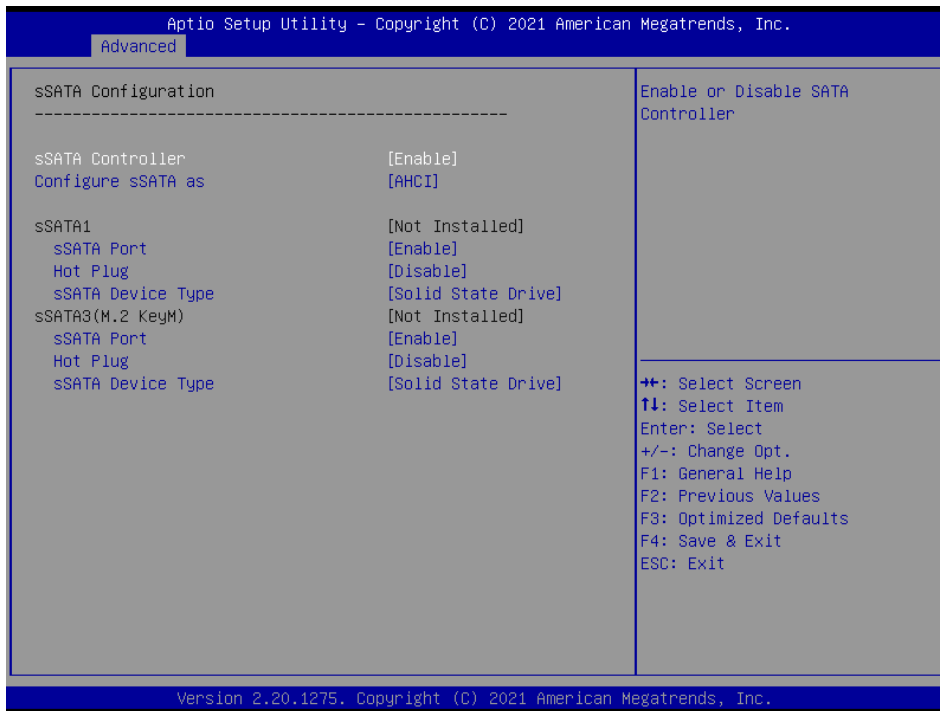 Aptio Setup Utility – Copyright (C) 2021 American Megatrends, Inc.
Advanced
sSATA Configuration
--------------------------------------------------
sSATA Controller [Enable]
Configure sSATA as [AHCI]
sSATA1 [Not Installed]
sSATA Port [Enable]
Hot Plug [Disable]
sSATA Device Type [Solid State Drive]
sSATA3(M.2 KeyM) [Not Installed]
sSATA Port [Enable]
Hot Plug [Disable]
sSATA Device Type [Solid State Drive]
Enable or Disable SATA
Controller
→←: Select Screen
↑↓: Select Item
Enter: Select
+/-: Change Opt.
F1: General Help
F2: Previous Values
F3: Optimized Defaults
F4: Save & Exit
ESC: Exit
Version 2.20.1275. Copyright (C) 2021 American Megatrends, Inc.